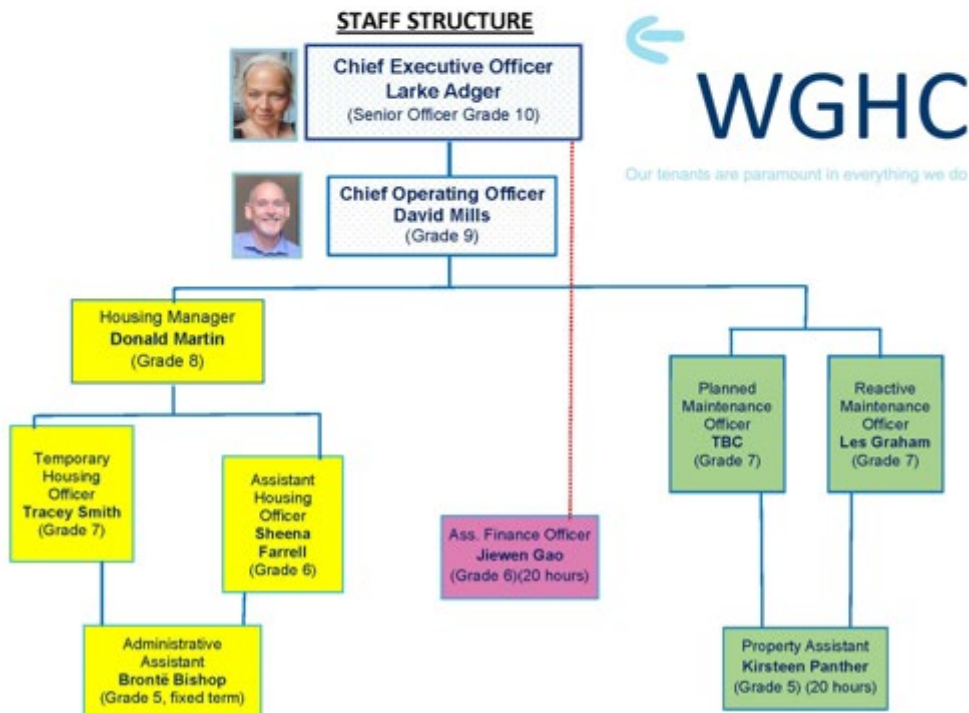 STAFF STRUCTURE
Chief Executive Officer
Larke Adger
(Senior Officer Grade 10)
WGHC
Our tenants are paramount in everything we do
Chief Operating Officer
David Mills
(Grade 9)
Housing Manager
Donald Martin
(Grade 8)
Planned
Maintenance
Officer
TBC
(Grade 7)
Reactive
Maintenance
Officer
Les Graham
(Grade 7)
Temporary
Housing
Officer
Tracey Smith
(Grade 7)
Assistant
Housing
Officer
Sheena
Farrell
(Grade 6)
Ass. Finance Officer
Jiewen Gao
(Grade 6)(20 hours)
Administrative
Assistant
Brontë Bishop
(Grade 5, fixed term)
Property Assistant
Kirsteen Panther
(Grade 5) (20 hours)